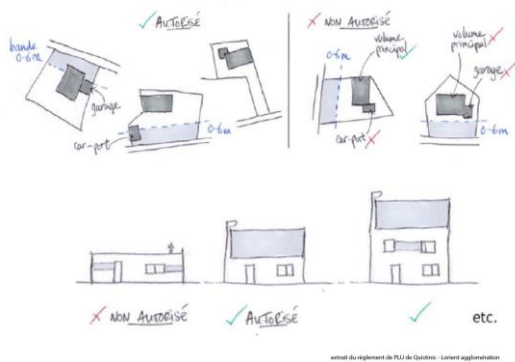 ✓ AUTORISÉ
bande
0-6m
garage
car-port
0-6m
✗ NON AUTORISÉ
volume
principal
0-6m
car-port
volume
principal
garage
0-6m
✗ NON AUTORISÉ
✓ AUTORISÉ
✓
etc.
extrait du règlement de PLU de Quistinic - Lorient agglomération